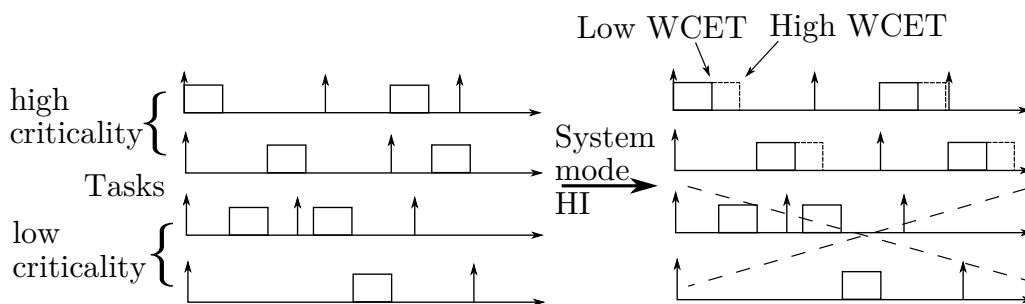 Low WCET
High WCET
high
criticality
Tasks
low
criticality
System
mode
HI